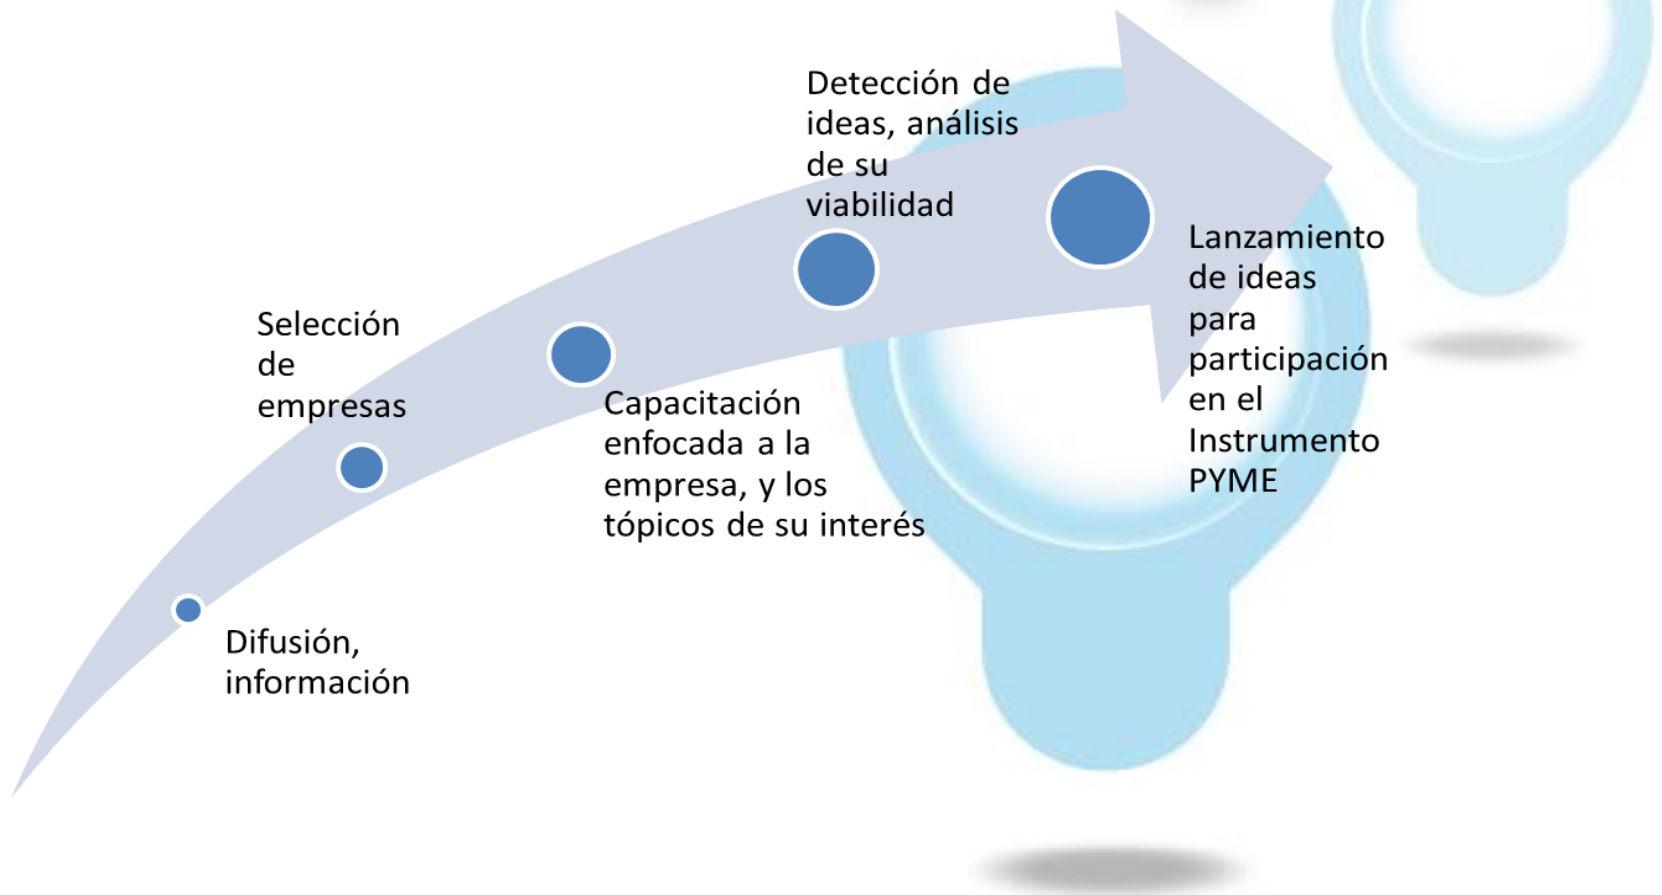 Difusión,
información
Selección
de
empresas
Capacitación
enfocada a la
empresa, y los
tópicos de su interés
Detección de
ideas, análisis
de su
viabilidad
Lanzamiento
de ideas
para
participación
en el
Instrumento
PYME